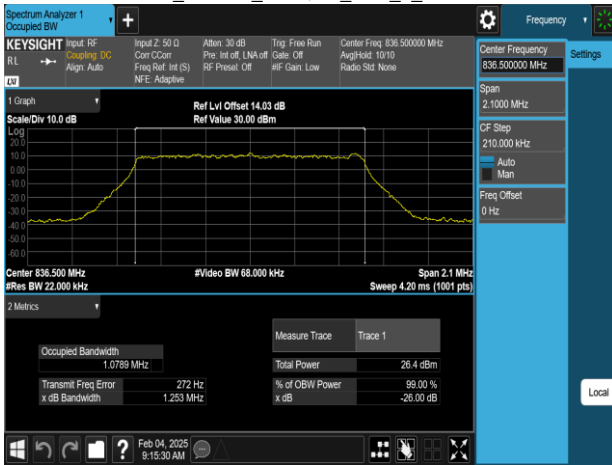 Spectrum Analyzer 1
Occupied BW
+
Frequency
KEYSIGHT
RL
LXI
Input: RF
Coupling: DC
Align: Auto
Input Z: 50 Ω
Corr CCorr
Freq Ref: Int (S)
NFE: Adaptive
Atten: 30 dB
Pre: Int off, LNA off
RF Presel: Off
Trig: Free Run
Gate: Off
#IF Gain: Low
Center Freq: 836.500000 MHz
Avg|Hold: 10/10
Radio Std: None
Center Frequency
836.500000 MHz
Settings
Span
2.1000 MHz
CF Step
210.000 kHz
Auto
Man
Freq Offset
0 Hz
Local
1 Graph
Scale/Div 10.0 dB
Ref Lvl Offset 14.03 dB
Ref Value 30.00 dBm
Log
20.0
10.0
0.00
-10.0
-20.0
-30.0
-40.0
-50.0
-60.0
Center 836.500 MHz
#Video BW 68.000 kHz
Span 2.1 MHz
#Res BW 22.000 kHz
Sweep 4.20 ms (1001 pts)
2 Metrics
Measure Trace
Trace 1
Occupied Bandwidth
1.0789 MHz
Total Power
26.4 dBm
Transmit Freq Error
272 Hz
% of OBW Power
99.00 %
x dB Bandwidth
1.253 MHz
x dB
-26.00 dB
?
Feb 04, 2025
9:15:30 AM